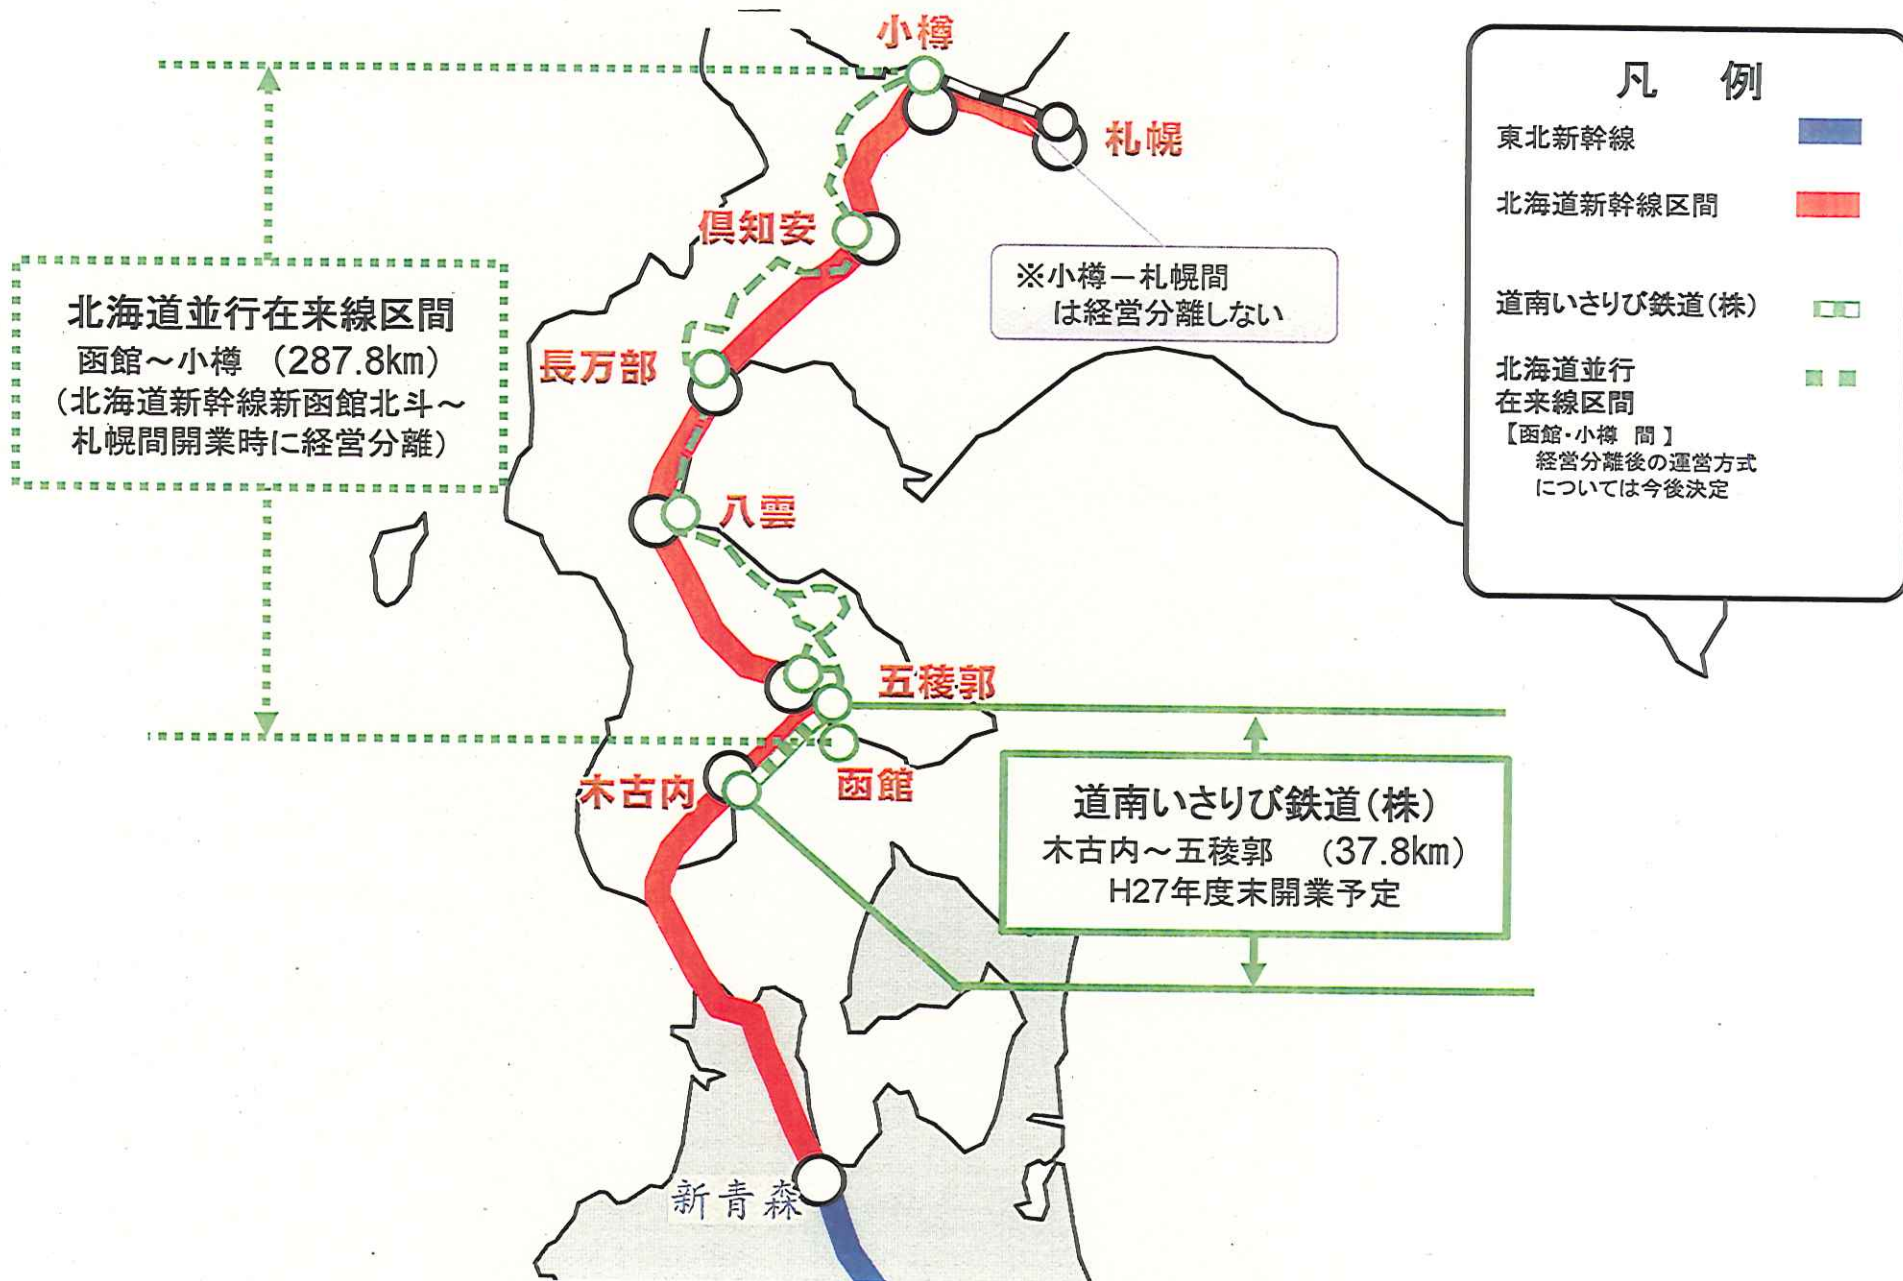 小樽
札幌
倶知安
※小樽－札幌間
は経営分離しない
北海道並行在来線区間
函館～小樽 (287.8km)
(北海道新幹線新函館北斗～
札幌間開業時に経営分離)
長万部
八雲
五稜郭
函館
木古内
道南いさりび鉄道(株)
木古内～五稜郭 (37.8km)
H27年度末開業予定
新青森
凡 例
東北新幹線
北海道新幹線区間
道南いさりび鉄道(株)
北海道並行
在来線区間
【函館・小樽 間】
経営分離後の運営方式
については今後決定